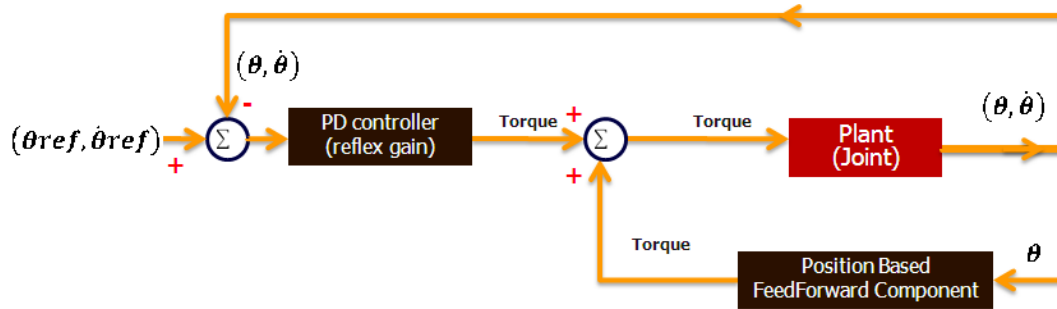 (θ, θ̇)
-
(θref, θ̇ref)
+
Σ
PD controller
(reflex gain)
Torque
+
+
Σ
Torque
Plant
(Joint)
(θ, θ̇)
Torque
Position Based
FeedForward Component
θ